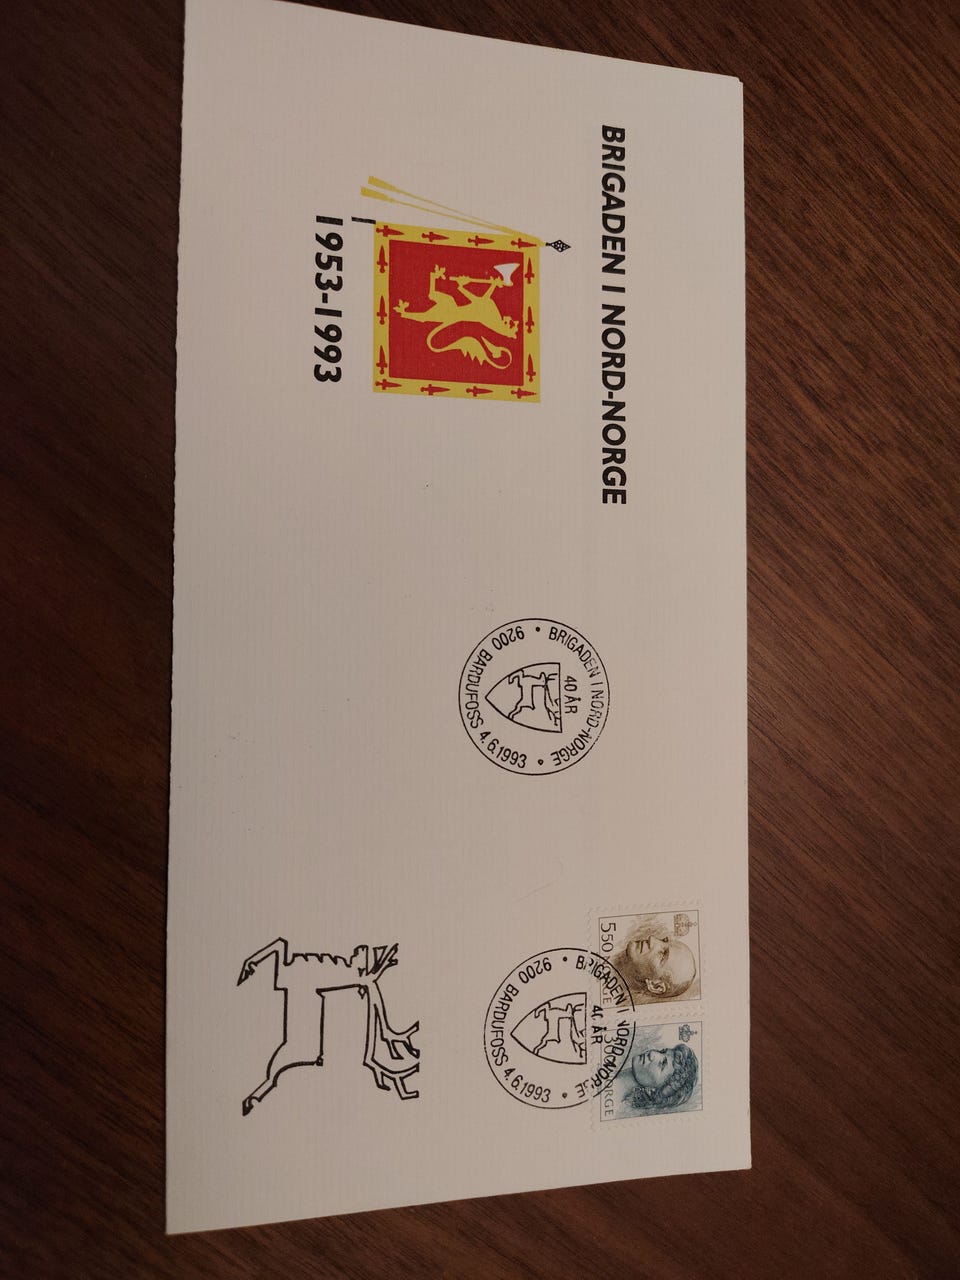 BRIGADEN I NORD-NORGE
1953-1993
BRIGADEN I NORD-NORGE
40 ÅR
9200 BARDUFOSS 4.6.1993
550
NORGE
BRIGADEN I NORD-NORGE
40 ÅR
9200 BARDUFOSS 4.6.1993
NORGE